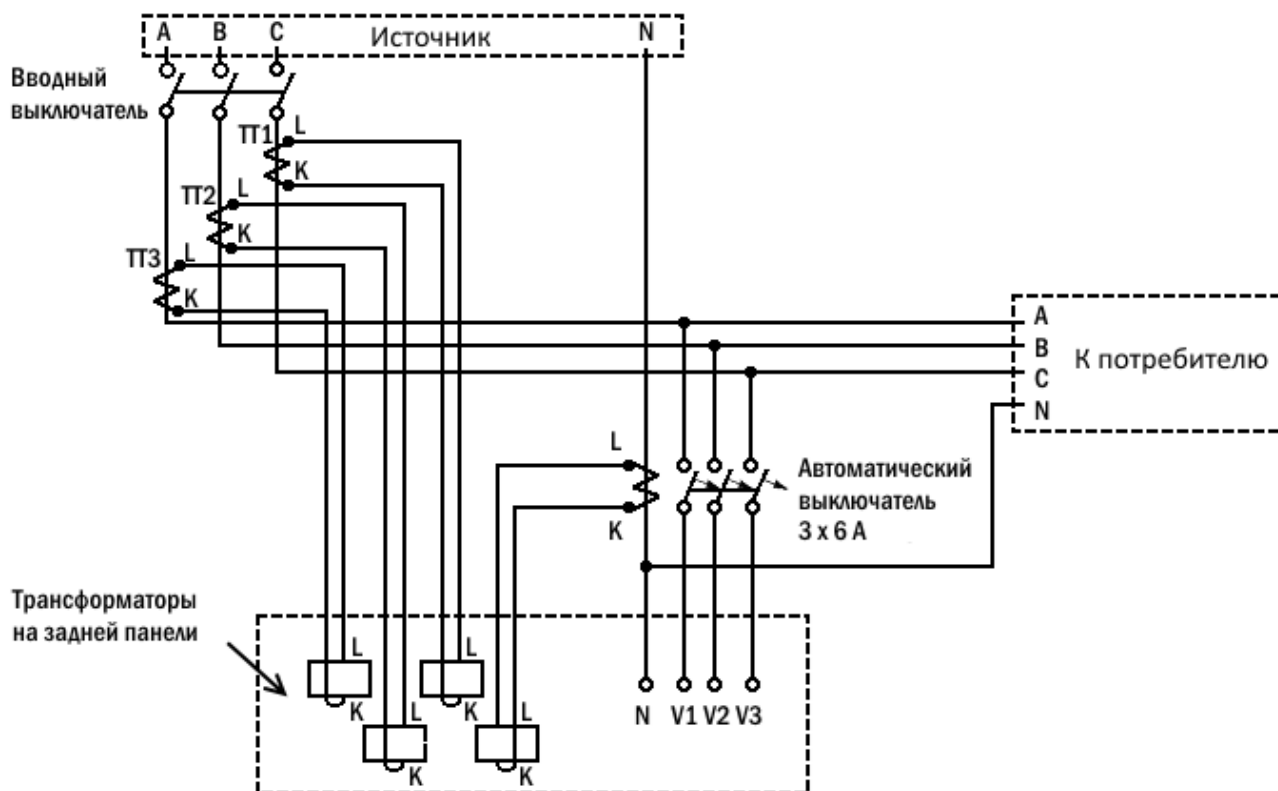 A B C Источник N
Вводный
выключатель
ТТ1 L
K
ТТ2 L
K
ТТ3 L
K
A
B
C
N
К потребителю
L
K
Автоматический
выключатель
3 x 6 A
Трансформаторы
на задней панели
L
K
L
K
L
K
L
K
N V1 V2 V3